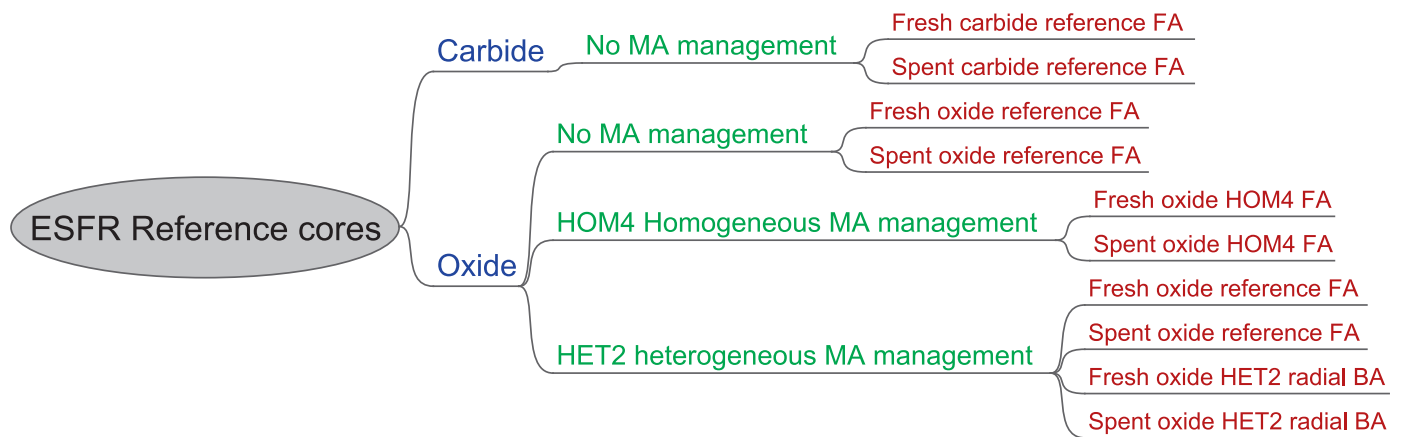 ESFR Reference cores
Carbide
No MA management
Fresh carbide reference FA
Spent carbide reference FA
Oxide
No MA management
Fresh oxide reference FA
Spent oxide reference FA
HOM4 Homogeneous MA management
Fresh oxide HOM4 FA
Spent oxide HOM4 FA
HET2 heterogeneous MA management
Fresh oxide reference FA
Spent oxide reference FA
Fresh oxide HET2 radial BA
Spent oxide HET2 radial BA